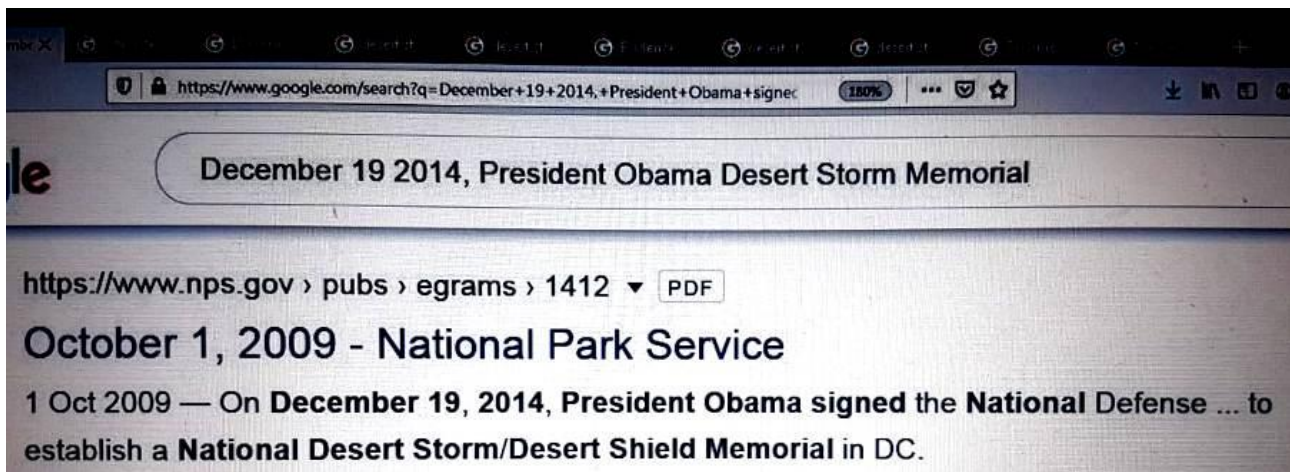 https://www.google.com/search?q=December+19+2014,+President+Obama+signec
180%
le
December 19 2014, President Obama Desert Storm Memorial
https://www.nps.gov › pubs › egrams › 1412 ▼ PDF
October 1, 2009 - National Park Service
1 Oct 2009 — On December 19, 2014, President Obama signed the National Defense ... to
establish a National Desert Storm/Desert Shield Memorial in DC.